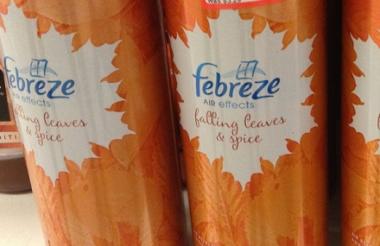 febreze
AIR effects
falling leaves
& spice
febreze
AIR effects
falling leaves
& spice